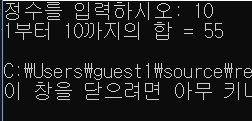 정수를 입력하시오: 10
1부터 10까지의 합 = 55
C:\Users\guest1\source\re
이 창을 닫으려면 아무 키